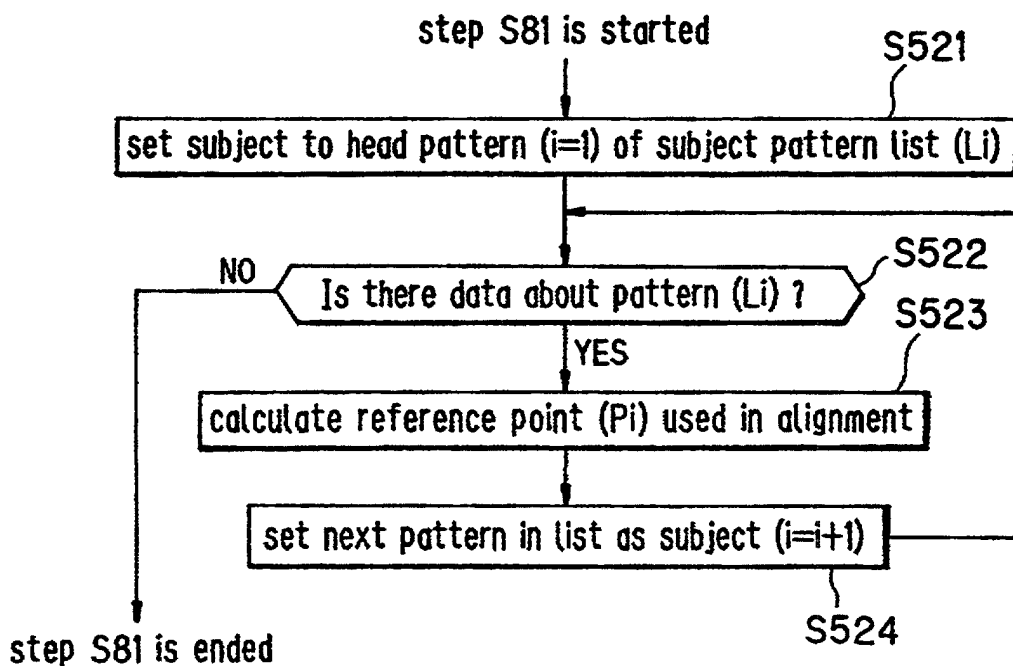 step S81 is started
S521
set subject to head pattern (i=1) of subject pattern list (Li)
S522
NO
Is there data about pattern (Li) ?
S523
YES
calculate reference point (Pi) used in alignment
set next pattern in list as subject (i=i+1)
S524
step S81 is ended